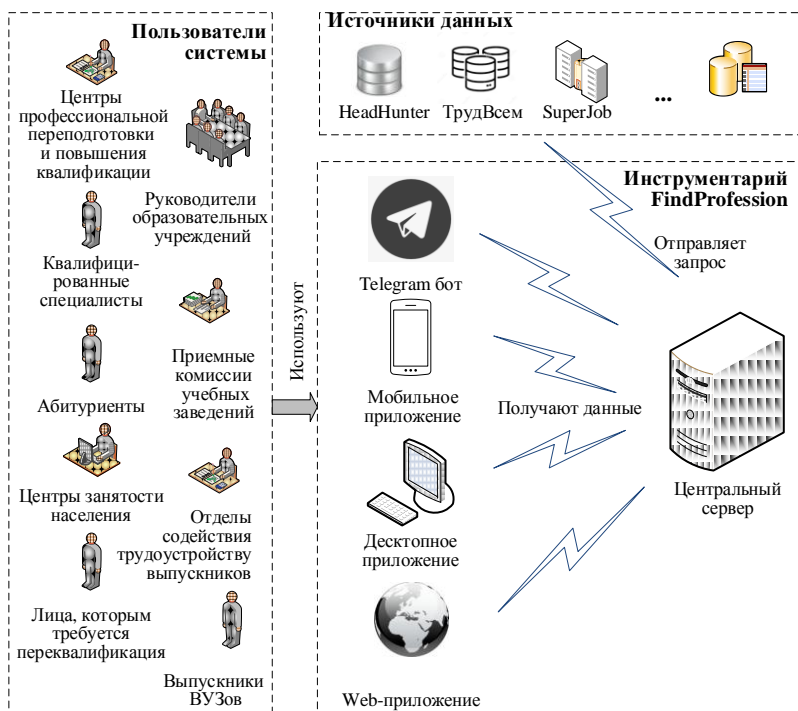 Пользователи
системы
Центры
профессиональной
переподготовки
и повышения
квалификации
Руководители
образовательных
учреждений
Квалифици-
рованные
специалисты
Приемные
комиссии
учебных
заведений
Абитуриенты
Центры занятости
населения
Отделы
содействия
трудоустройству
выпускников
Лица, которым
требуется
переквалификация
Выпускники
ВУЗов
Используют
Источники данных
HeadHunter
ТрудВсем
SuperJob
...
Инструментарий
FindProfession
Отправляет
запрос
Telegram бот
Мобильное
приложение
Получают данные
Десктопное
приложение
Web-приложение
Центральный
сервер